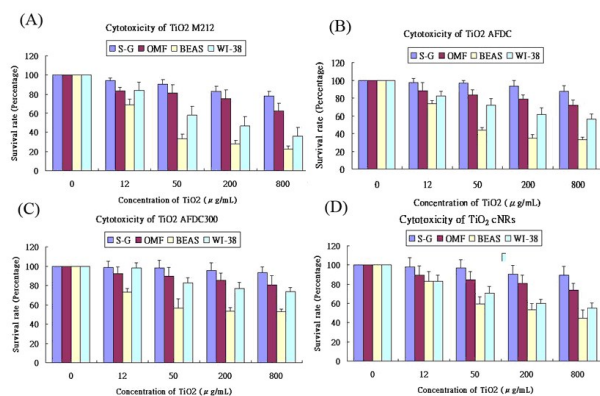 (A)
Cytotoxicity of TiO2 M212
S-G OMF BEAS WI-38
Survival rate (Percentage)
120
100
80
60
40
20
0
0 12 50 200 800
Concentration of TiO2 (μg/mL)
(B)
Cytotoxicity of TiO2 AFDC
S-G OMF BEAS WI-38
Survival rate (Percentage)
120
100
80
60
40
20
0
0 12 50 200 800
Concentration of TiO2 (μg/mL)
(C)
Cytotoxicity of TiO2 AFDC300
S-G OMF BEAS WI-38
Survival rate (Percentage)
120
100
80
60
40
20
0
0 12 50 200 800
Concentration of TiO2 (μg/mL)
(D)
Cytotoxicity of TiO₂ cNRs
S-G OMF BEAS WI-38
Survival rate (Percentage)
120
100
80
60
40
20
0
0 12 50 200 800
Concentration of TiO2 (μg/mL)